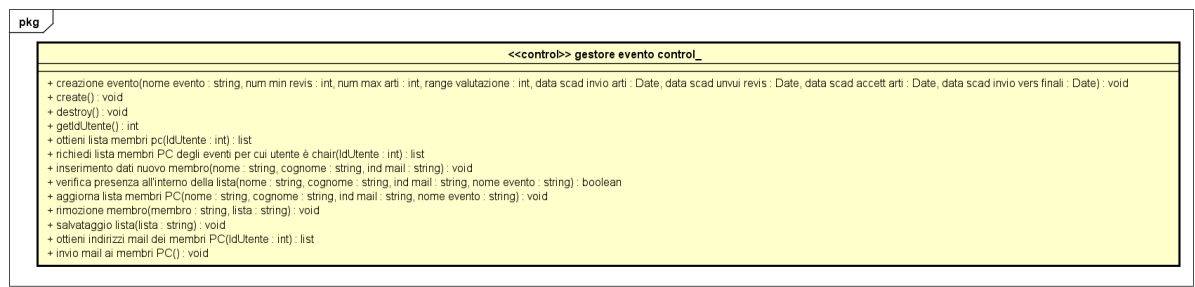 pkg
<<control>> gestore evento control_
+ creazione evento(nome evento : string, num min revis : int, num max arti : int, range valutazione : int, data scad invio arti : Date, data scad unvui revis : Date, data scad accett arti : Date, data scad invio vers finali : Date) : void
+ create() : void
+ destroy() : void
+ getIdUtente() : int
+ ottieni lista membri pc(IdUtente : int) : list
+ richiedi lista membri PC degli eventi per cui utente è chair(IdUtente : int) : list
+ inserimento dati nuovo membro(nome : string, cognome : string, ind mail : string) : void
+ verifica presenza all'interno della lista(nome : string, cognome : string, ind mail : string, nome evento : string) : boolean
+ aggiorna lista membri PC(nome : string, cognome : string, ind mail : string, nome evento : string) : void
+ rimozione membro(membro : string, lista : string) : void
+ salvataggio lista(lista : string) : void
+ ottieni indirizzi mail dei membri PC(IdUtente : int) : list
+ invio mail ai membri PC() : void